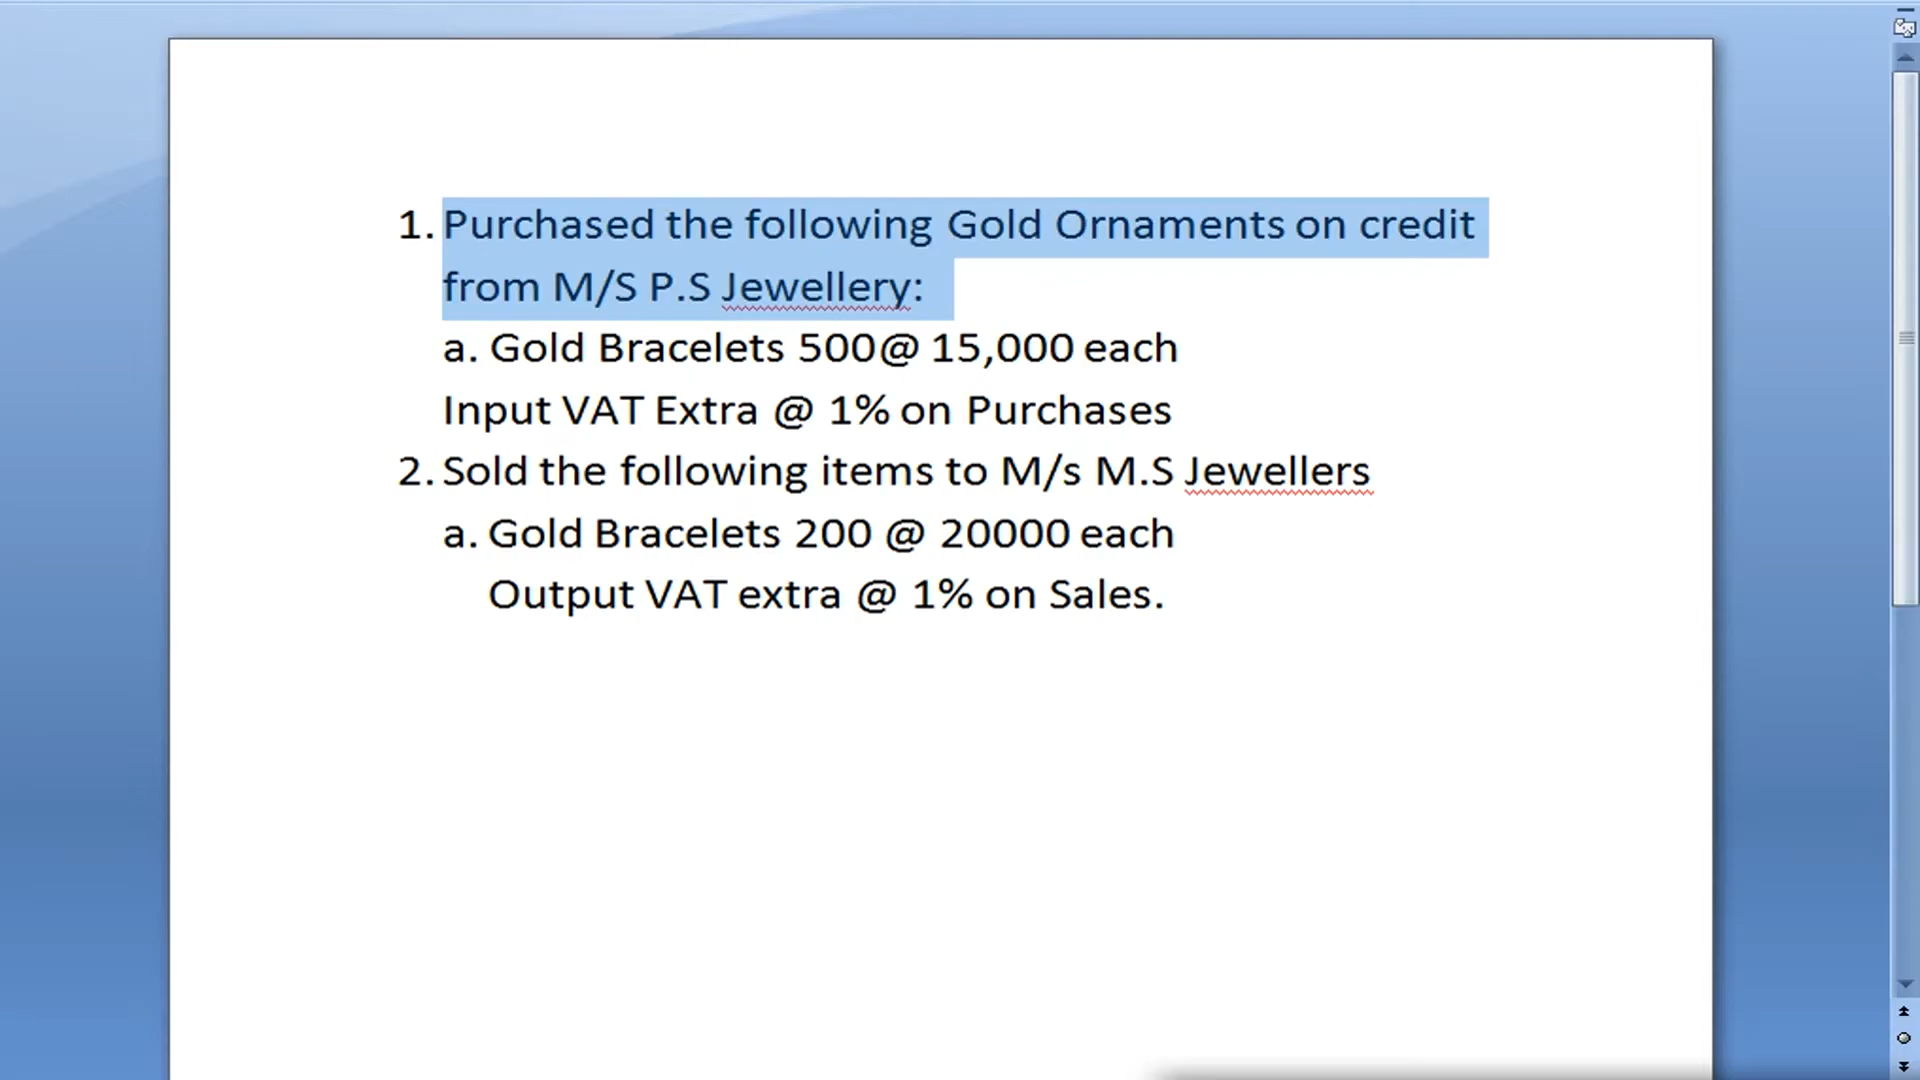 1. Purchased the following Gold Ornaments on credit
from M/S P.S Jewellery:
a. Gold Bracelets 500@ 15,000 each
Input VAT Extra @ 1% on Purchases
2. Sold the following items to M/s M.S Jewellers
a. Gold Bracelets 200 @ 20000 each
Output VAT extra @ 1% on Sales.